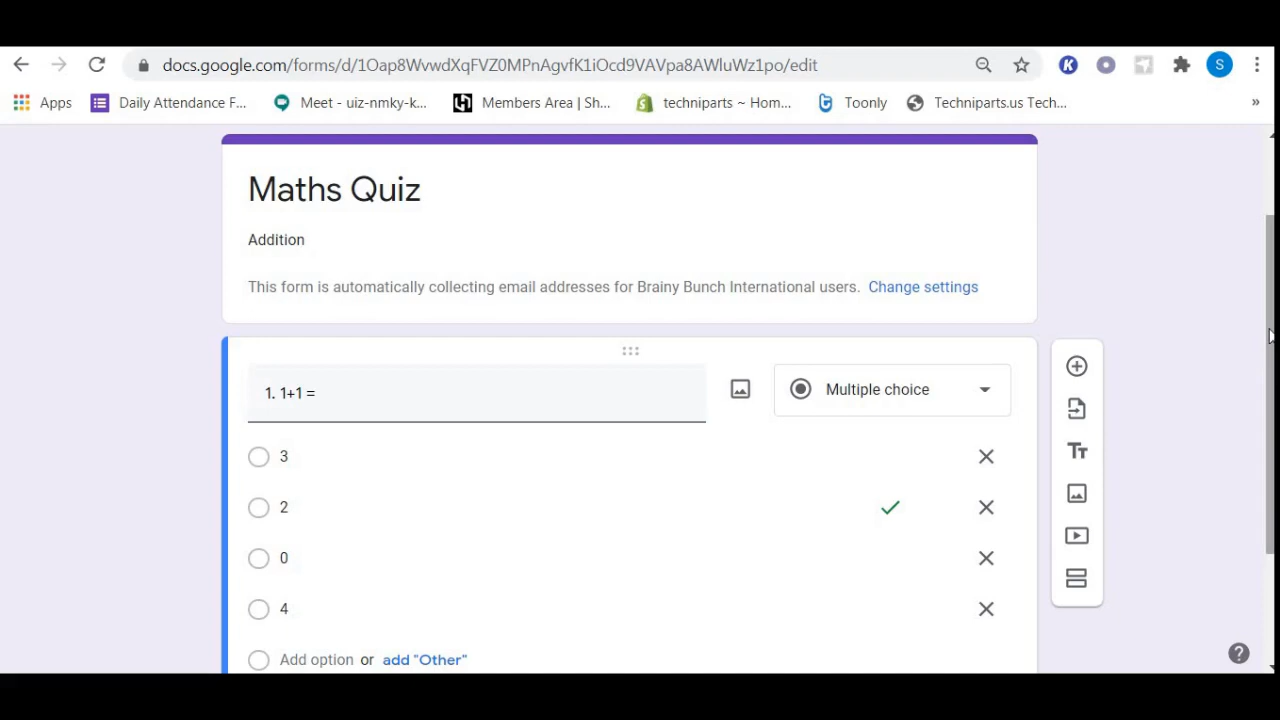 docs.google.com/forms/d/1Oap8WvwdXqFVZ0MPnAgvfK1iOcd9VAVpa8AWluWz1po/edit
S
Apps Daily Attendance F... Meet - uiz-nmky-k... Members Area | Sh... techniparts ~ Hom... Toonly Techniparts.us Tech... »
Maths Quiz
Addition
This form is automatically collecting email addresses for Brainy Bunch International users. Change settings
1. 1+1 =
Multiple choice
3
2
0
4
Add option or add "Other"